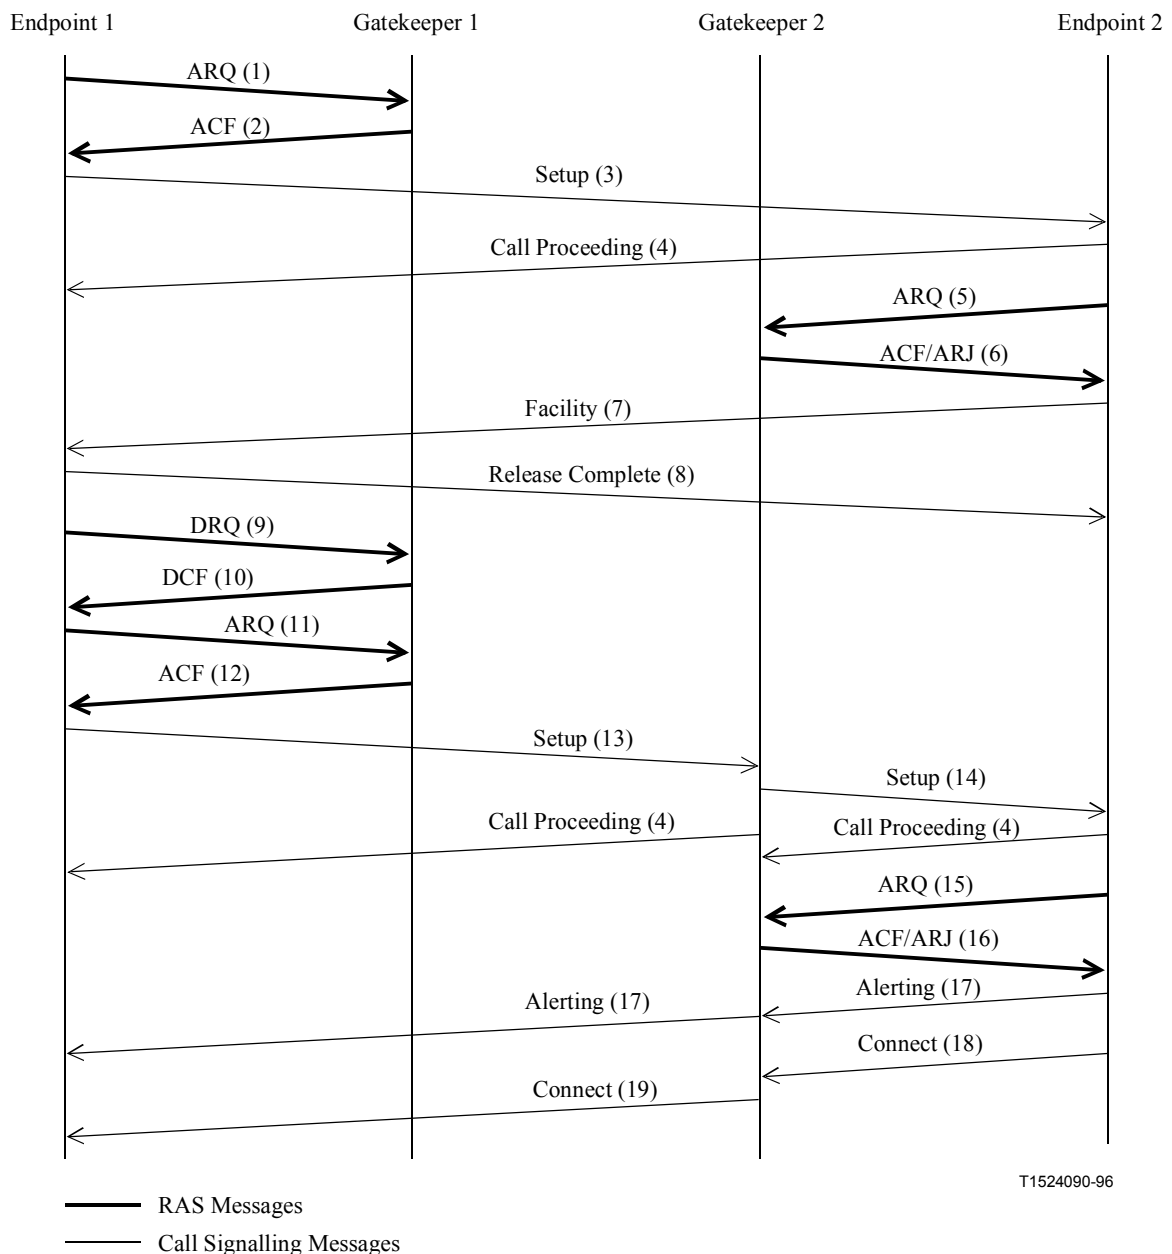 Endpoint 1 Gatekeeper 1 Gatekeeper 2 Endpoint 2
ARQ (1)
ACF (2)
Setup (3)
Call Proceeding (4)
ARQ (5)
ACF/ARJ (6)
Facility (7)
Release Complete (8)
DRQ (9)
DCF (10)
ARQ (11)
ACF (12)
Setup (13)
Setup (14)
Call Proceeding (4) Call Proceeding (4)
ARQ (15)
ACF/ARJ (16)
Alerting (17) Alerting (17)
Connect (18)
Connect (19)
T1524090-96
RAS Messages
Call Signalling Messages